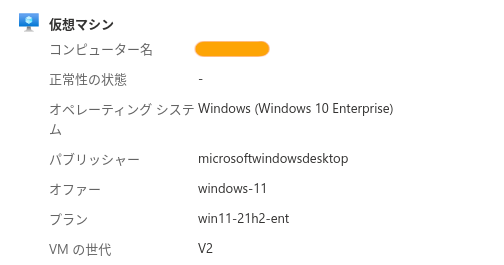 仮想マシン
コンピューター名
正常性の状態 -
オペレーティング システ Windows (Windows 10 Enterprise)
ム
パブリッシャー microsoftwindowsdesktop
オファー windows-11
プラン win11-21h2-ent
VM の世代 V2